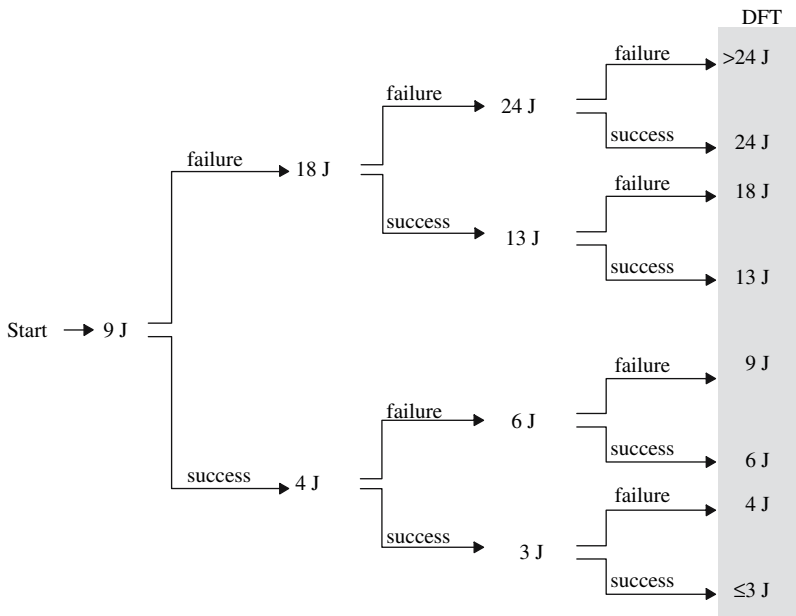 DFT
failure
>24 J
failure
24 J
success
24 J
failure
18 J
failure
18 J
success
13 J
success
13 J
Start
9 J
failure
9 J
failure
6 J
success
6 J
success
4 J
failure
4 J
success
3 J
success
≤3 J